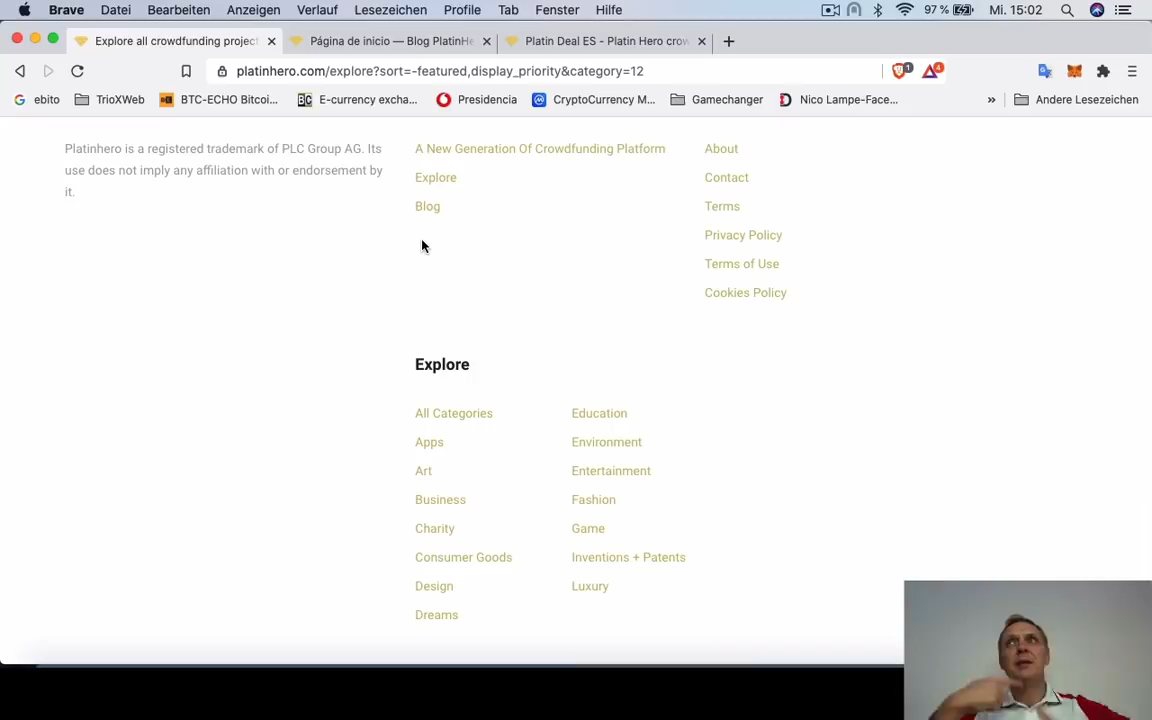 Brave Datei Bearbeiten Anzeigen Verlauf Lesezeichen Profile Tab Fenster Hilfe 97 % Mi. 15:02
Explore all crowdfunding project
Página de inicio — Blog PlatinHe
Platin Deal ES - Platin Hero crow
platinhero.com/explore?sort=-featured,display_priority&category=12
1
4
ebito
TrioXWeb
BTC-ECHO Bitcoi...
E-currency excha...
Presidencia
CryptoCurrency M...
Gamechanger
Nico Lampe-Face...
»
Andere Lesezeichen
Platinhero is a registered trademark of PLC Group AG. Its
use does not imply any affiliation with or endorsement by
it.
A New Generation Of Crowdfunding Platform
Explore
Blog
About
Contact
Terms
Privacy Policy
Terms of Use
Cookies Policy
Explore
All Categories
Apps
Art
Business
Charity
Consumer Goods
Design
Dreams
Education
Environment
Entertainment
Fashion
Game
Inventions + Patents
Luxury